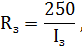 R₃ = 250 / I₃ ,